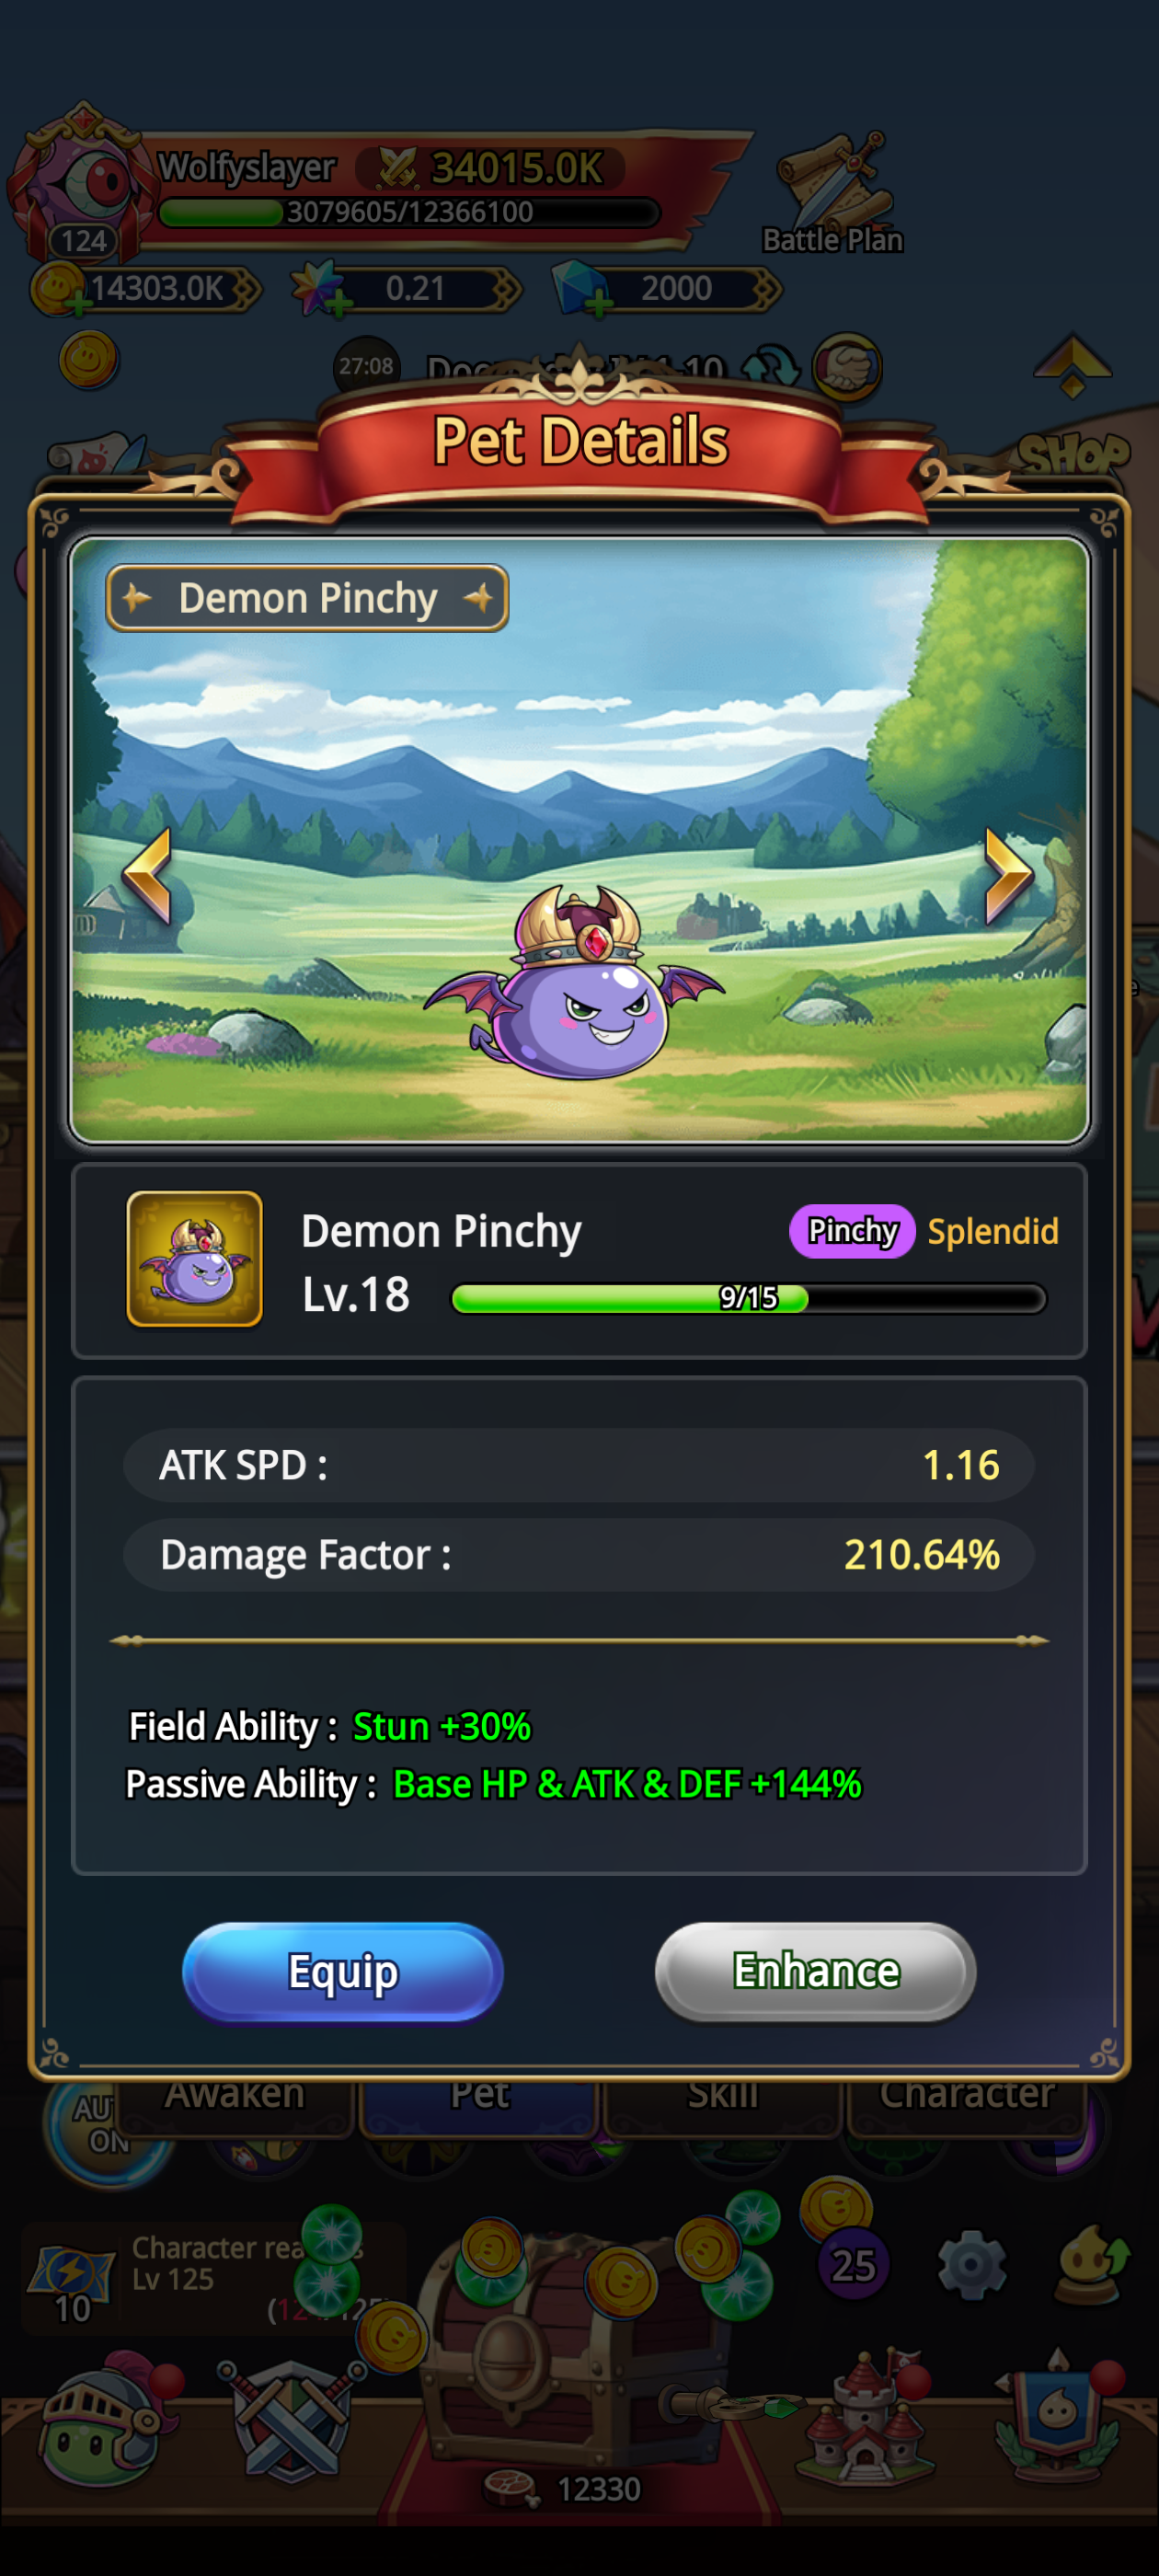 Wolfyslayer
34015.0K
3079605/12366100
124
Battle Plan
14303.0K
0.21
2000
27:08
SHOP
Pet Details
Demon Pinchy
Demon Pinchy
Pinchy
Splendid
Lv.18
9/15
ATK SPD :
1.16
Damage Factor :
210.64%
Field Ability : Stun +30%
Passive Ability : Base HP & ATK & DEF +144%
Equip
Enhance
Awaken
Pet
Skill
Character
ON
Character
Lv 125
10
25
12330